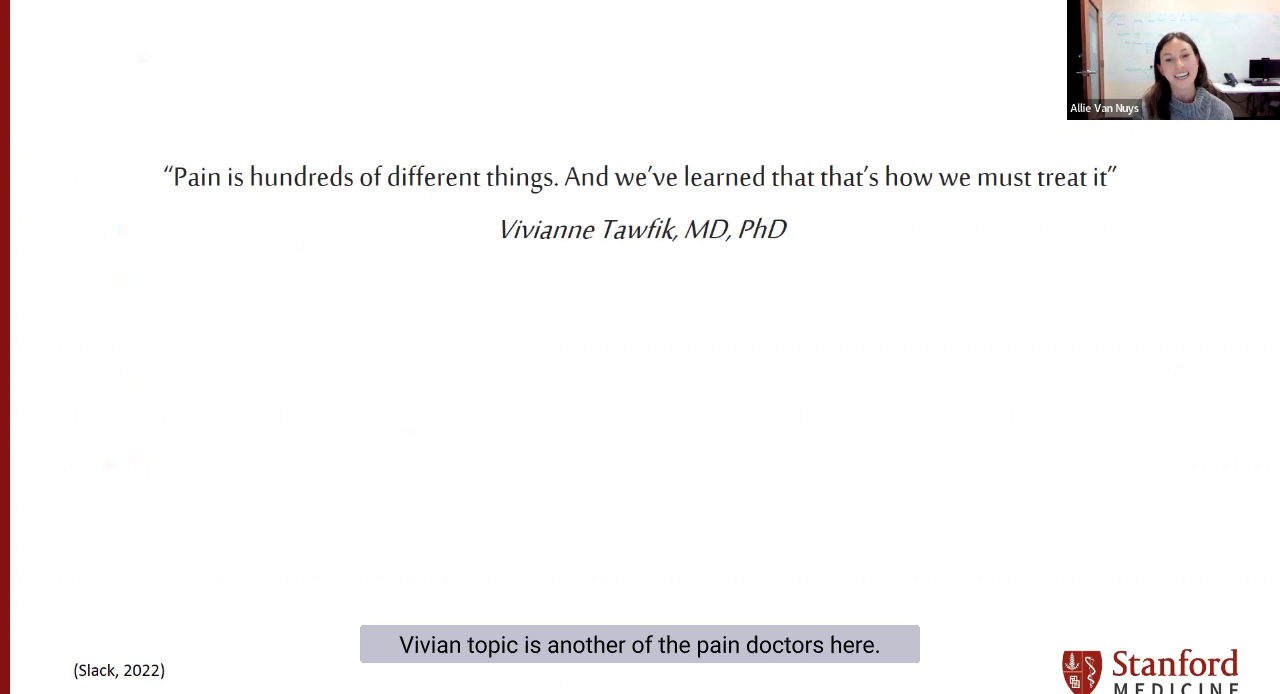 Allie Van Nuys
“Pain is hundreds of different things. And we’ve learned that that’s how we must treat it”
Vivianne Tawfik, MD, PhD
Vivian topic is another of the pain doctors here.
(Slack, 2022)
Stanford
MEDICINE